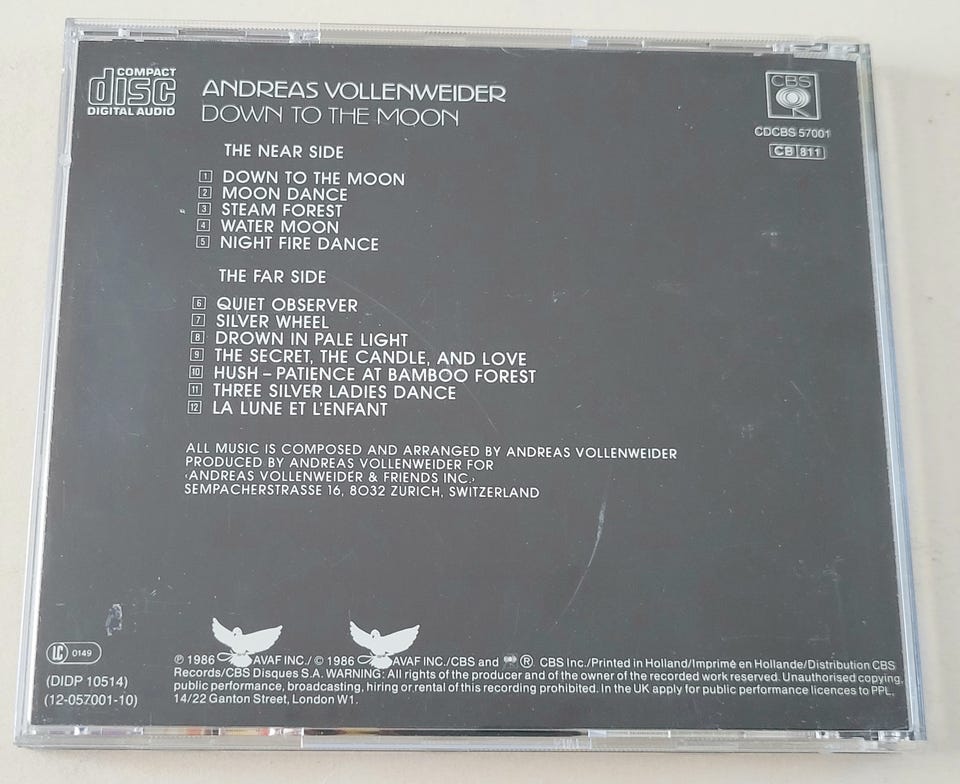 COMPACT
disc
DIGITAL AUDIO
ANDREAS VOLLENWEIDER
DOWN TO THE MOON
CBS
CDCBS 57001
CB 811
THE NEAR SIDE
1 DOWN TO THE MOON
2 MOON DANCE
3 STEAM FOREST
4 WATER MOON
5 NIGHT FIRE DANCE
THE FAR SIDE
6 QUIET OBSERVER
7 SILVER WHEEL
8 DROWN IN PALE LIGHT
9 THE SECRET, THE CANDLE, AND LOVE
10 HUSH – PATIENCE AT BAMBOO FOREST
11 THREE SILVER LADIES DANCE
12 LA LUNE ET L'ENFANT
ALL MUSIC IS COMPOSED AND ARRANGED BY ANDREAS VOLLENWEIDER
PRODUCED BY ANDREAS VOLLENWEIDER FOR
‹ANDREAS VOLLENWEIDER & FRIENDS INC.›
SEMPACHERSTRASSE 16, 8032 ZURICH, SWITZERLAND
LC 0149
(DIDP 10514)
(12-057001-10)
℗ 1986 AVAF INC./ © 1986 AVAF INC./CBS and ® CBS Inc./Printed in Holland/Imprimé en Hollande/Distribution CBS
Records/CBS Disques S.A. WARNING: All rights of the producer and of the owner of the recorded work reserved. Unauthorised copying,
public performance, broadcasting, hiring or rental of this recording prohibited. In the UK apply for public performance licences to PPL,
14/22 Ganton Street, London W1.